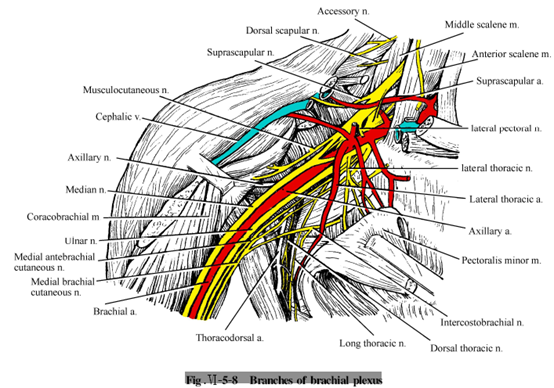 Accessory n.
Dorsal scapular n.
Suprascapular n.
Musculocutaneous n.
Cephalic v.
Axillary n.
Median n.
Coracobrachial m
Ulnar n.
Medial antebrachial
cutaneous n.
Medial brachial
cutaneous n.
Brachial a.
Thoracodorsal a.
Middle scalene m.
Anterior scalene m.
Suprascapular a.
lateral pectoral n.
lateral thoracic n.
Lateral thoracic a.
Axillary a.
Pectoralis minor m.
Intercostobrachial n.
Dorsal thoracic n.
Long thoracic n.
Fig. Ⅵ-5-8 Branches of brachial plexus